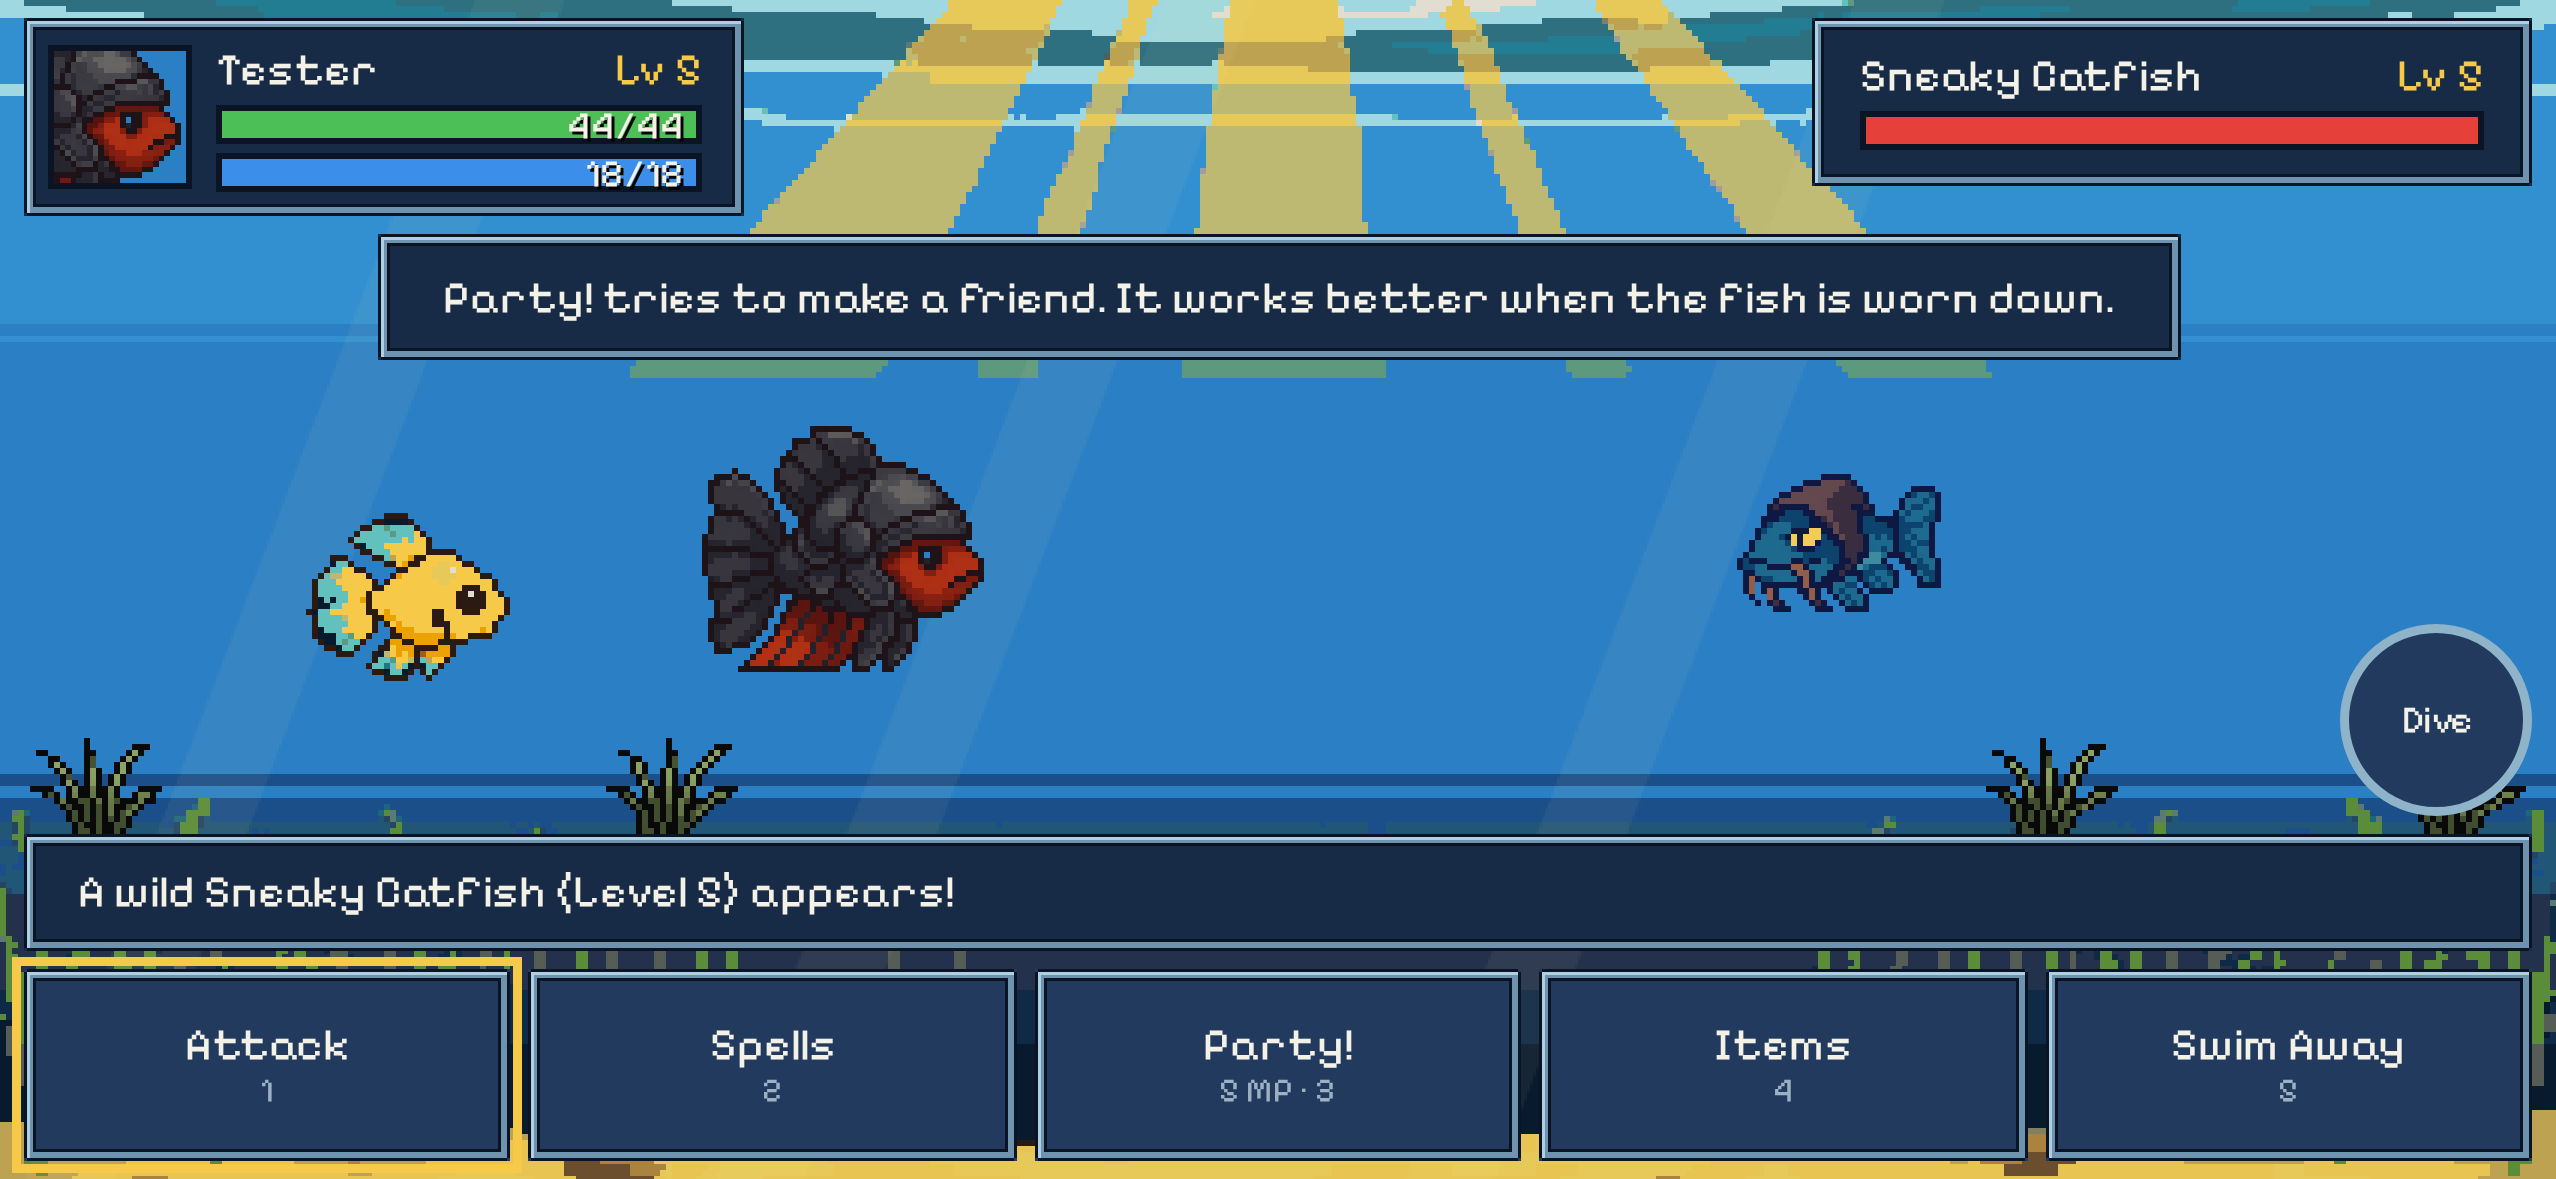 Tester Lv 5
44/44
18/18
Sneaky Catfish Lv 5
Party! tries to make a friend. It works better when the fish is worn down.
Dive
A wild Sneaky Catfish (Level 5) appears!
Attack
1
Spells
2
Party!
5 MP · 3
Items
4
Swim Away
5